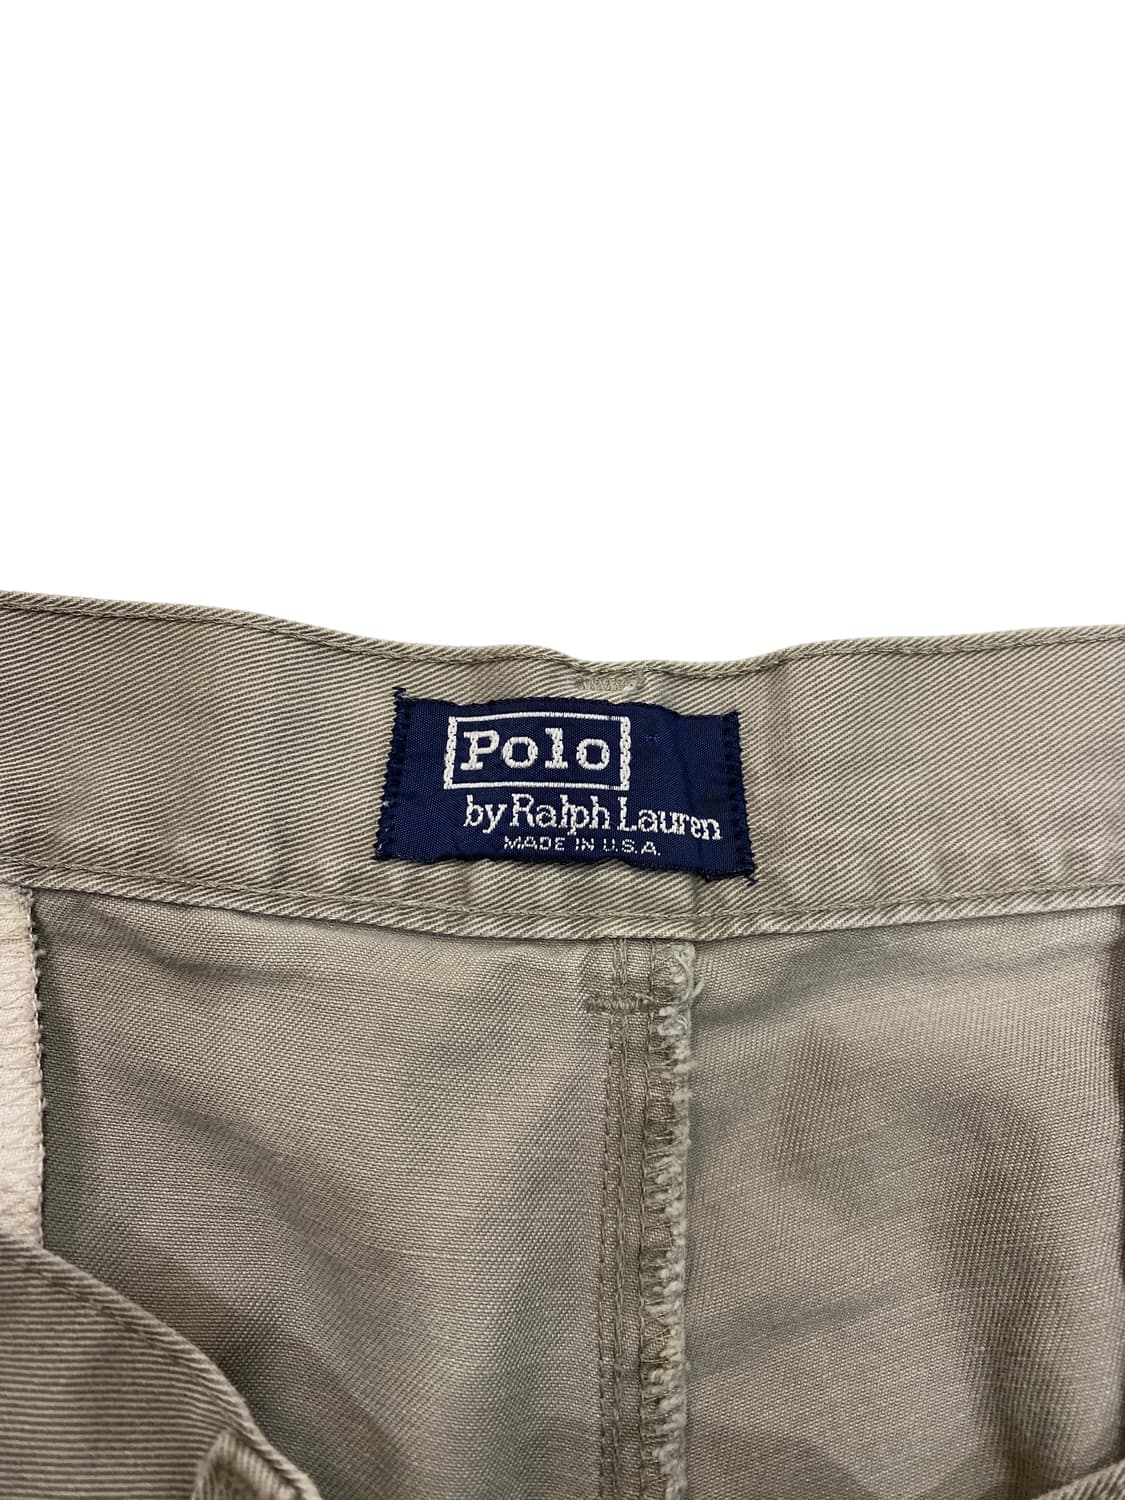 Polo
by Ralph Lauren
MADE IN U.S.A.